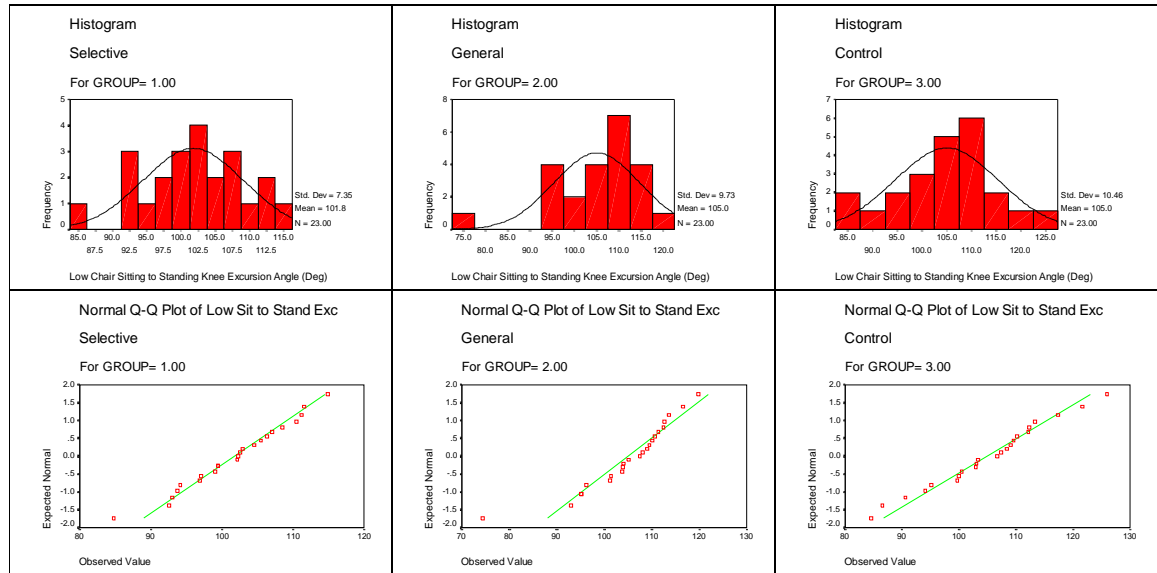 Histogram
Selective
For GROUP= 1.00
5
4
3
2
1
0
Frequency
85.0 90.0 95.0 100.0 105.0 110.0 115.0
87.5 92.5 97.5 102.5 107.5 112.5
Std. Dev = 7.35
Mean = 101.8
N = 23.00
Low Chair Sitting to Standing Knee Excursion Angle (Deg)
Histogram
General
For GROUP= 2.00
8
6
4
2
0
Frequency
75.0 85.0 95.0 105.0 115.0
80.0 90.0 100.0 110.0 120.0
Std. Dev = 9.73
Mean = 105.0
N = 23.00
Low Chair Sitting to Standing Knee Excursion Angle (Deg)
Histogram
Control
For GROUP= 3.00
7
6
5
4
3
2
1
0
Frequency
85.0 95.0 105.0 115.0 125.0
90.0 100.0 110.0 120.0
Std. Dev = 10.46
Mean = 105.0
N = 23.00
Low Chair Sitting to Standing Knee Excursion Angle (Deg)
Normal Q-Q Plot of Low Sit to Stand Exc
Selective
For GROUP= 1.00
2.0
1.5
1.0
.5
0.0
-.5
-1.0
-1.5
-2.0
Expected Normal
80 90 100 110 120
Observed Value
Normal Q-Q Plot of Low Sit to Stand Exc
General
For GROUP= 2.00
2.0
1.5
1.0
.5
0.0
-.5
-1.0
-1.5
-2.0
Expected Normal
70 80 90 100 110 120 130
Observed Value
Normal Q-Q Plot of Low Sit to Stand Exc
Control
For GROUP= 3.00
2.0
1.5
1.0
.5
0.0
-.5
-1.0
-1.5
-2.0
Expected Normal
80 90 100 110 120 130
Observed Value